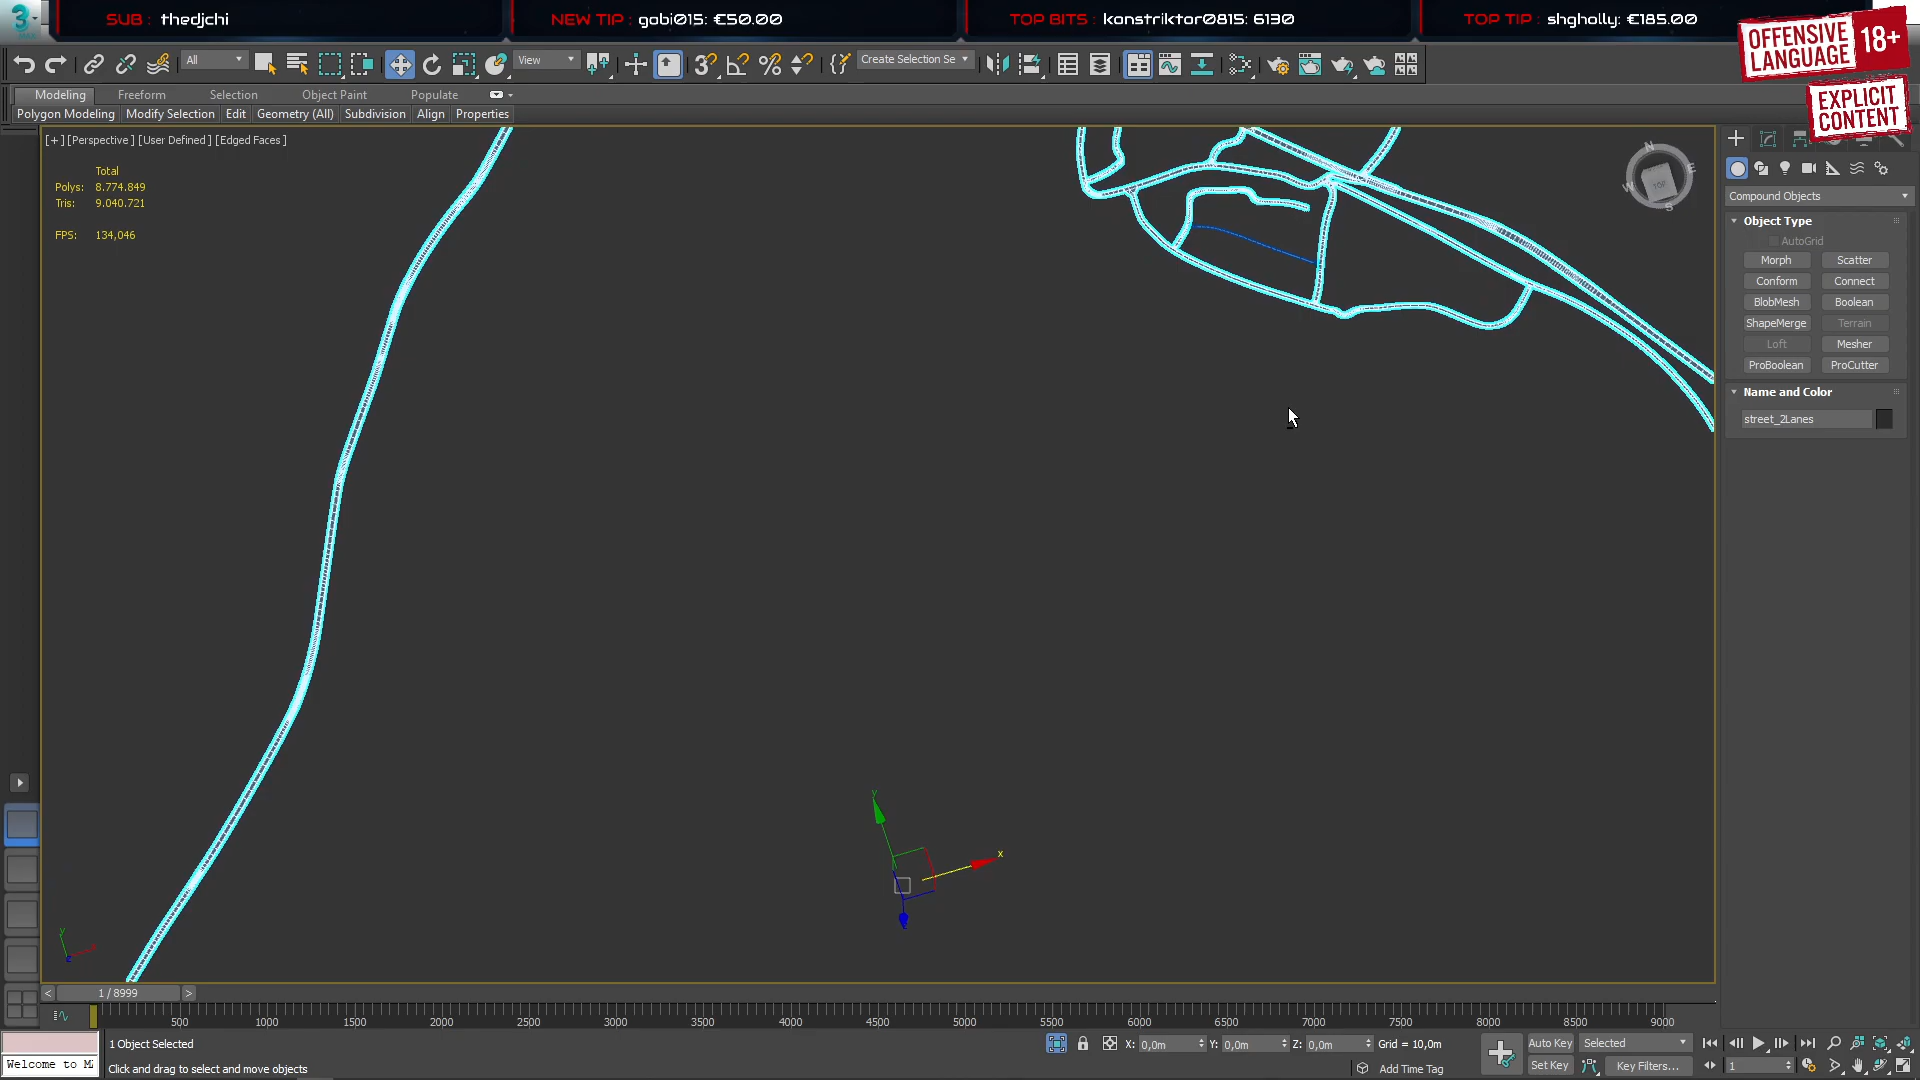 SUB : thedjchi
NEW TIP : gabi015: €50.00
TOP BITS : konstriktor0815: 6130
TOP TIP : shgholly: €185.00
OFFENSIVE LANGUAGE 18+
EXPLICIT CONTENT
All
View
Create Selection Se
Modeling
Freeform
Selection
Object Paint
Populate
Polygon Modeling
Modify Selection
Edit
Geometry (All)
Subdivision
Align
Properties
[+] [Perspective] [User Defined] [Edged Faces]
Total
Polys: 8.774.849
Tris: 9.040.721
FPS: 134,046
N
W
E
S
TOP
Compound Objects
Object Type
AutoGrid
Morph
Scatter
Conform
Connect
BlobMesh
Boolean
ShapeMerge
Terrain
Loft
Mesher
ProBoolean
ProCutter
Name and Color
street_2Lanes
y
x
y
1 / 8999
500
1000
1500
2000
2500
3000
3500
4000
4500
5000
5500
6000
6500
7000
7500
8000
8500
9000
1 Object Selected
X: 0,0m
Y: 0,0m
Z: 0,0m
Grid = 10,0m
Auto Key
Selected
Welcome to M
Click and drag to select and move objects
Add Time Tag
Set Key
Key Filters...
1